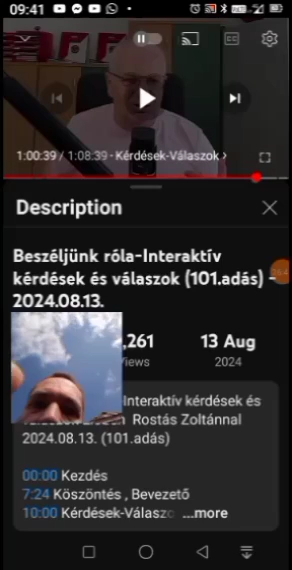 09:41
1:00:39 / 1:08:39 · Kérdések-Válaszok ›
Description
Beszéljünk róla-Interaktív
kérdések és válaszok (101.adás) -
2024.08.13.
,261 13 Aug
Views 2024
Interaktív kérdések és
Rostás Zoltánnal
2024.08.13. (101.adás)
00:00 Kezdés
7:24 Köszöntés , Bevezető
10:00 Kérdések-Válaszo ...more